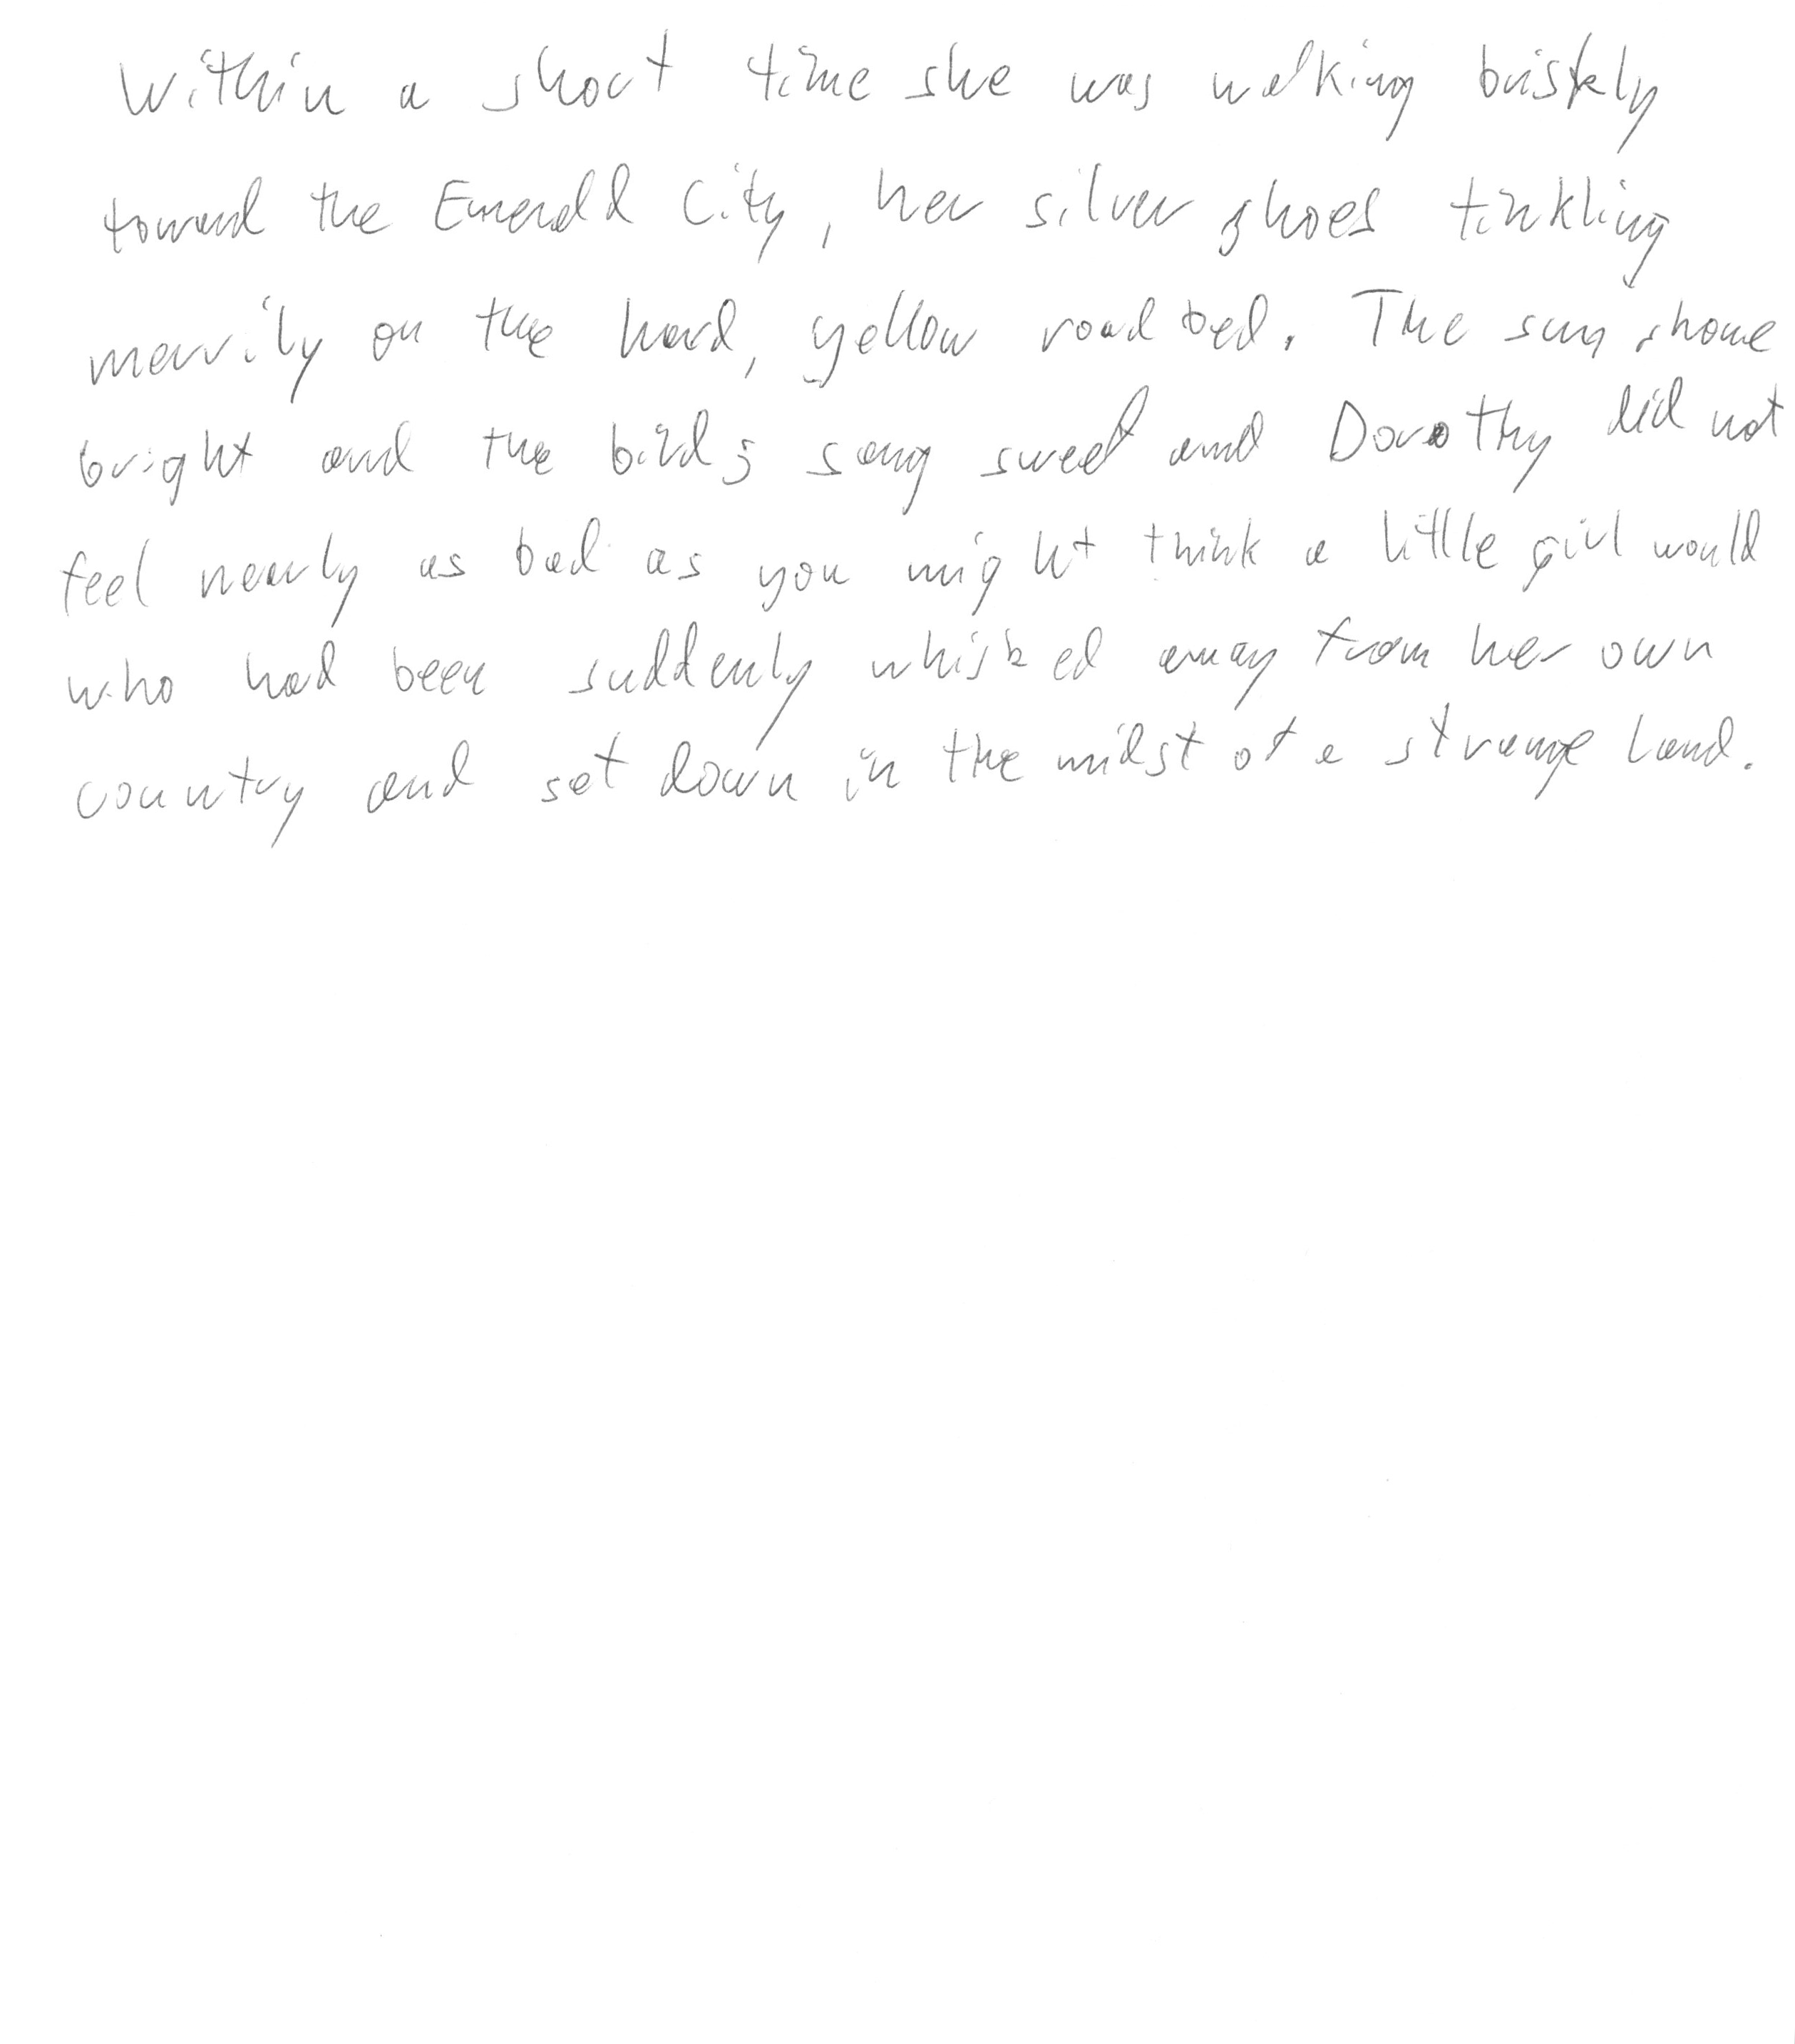 Within a short time she was walking briskly
toward the Emerald City, her silver shoes tinkling
merrily on the hard, yellow roadbed. The sun shone
bright and the birds sang sweet and Dorothy did not
feel nearly as bad as you might think a little girl would
who had been suddenly whisked away from her own
country and set down in the midst of a strange land.